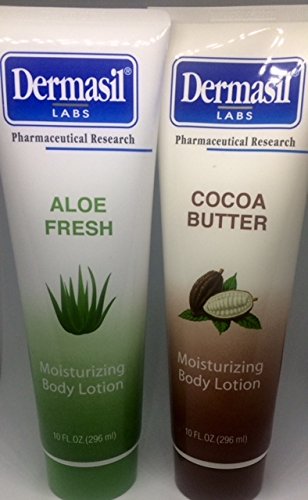 Dermasil®
LABS
Pharmaceutical Research
ALOE
FRESH
Moisturizing
Body Lotion
10 FL OZ (296 ml)
Dermasil®
LABS
Pharmaceutical Research
COCOA
BUTTER
Moisturizing
Body Lotion
10 FL OZ. (296 ml)